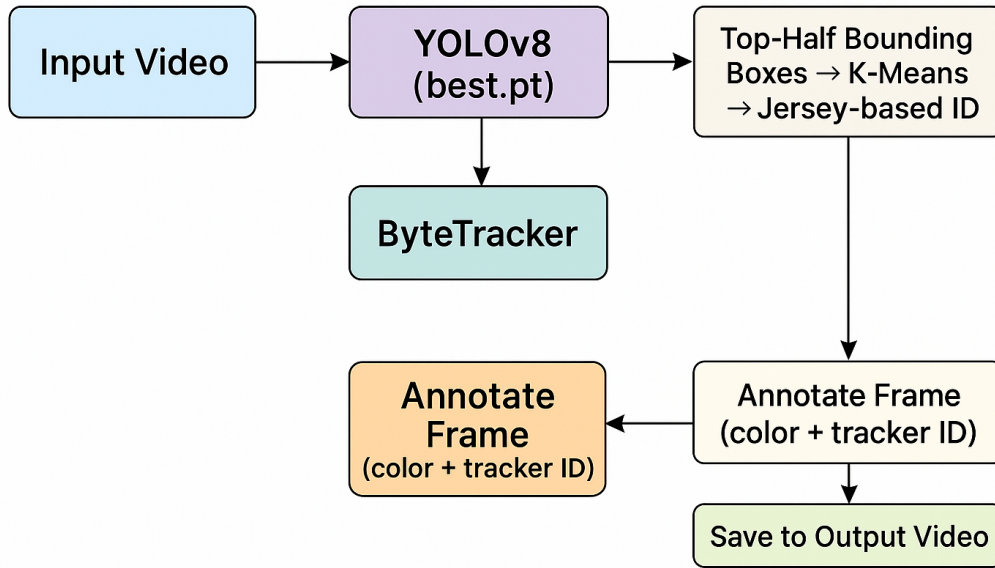 Input Video
YOLOv8
(best.pt)
Top-Half Bounding
Boxes → K-Means
→ Jersey-based ID
ByteTracker
Annotate
Frame
(color + tracker ID)
Annotate Frame
(color + tracker ID)
Save to Output Video